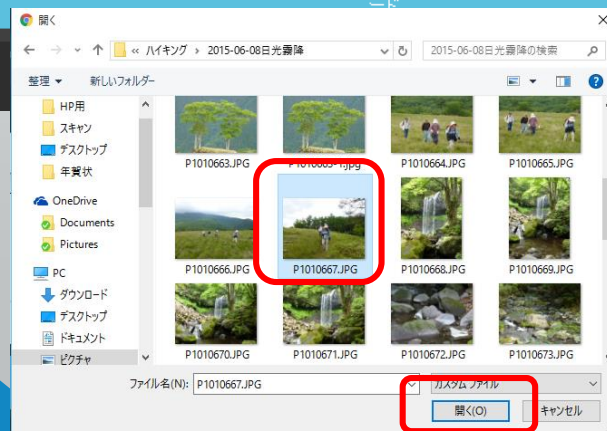 ード
開く
« ハイキング › 2015-06-08日光霧降
2015-06-08日光霧降の検索
整理
新しいフォルダー
HP用
スキャン
デスクトップ
年賀状
OneDrive
Documents
Pictures
PC
ダウンロード
デスクトップ
ドキュメント
ピクチャ
P1010663.JPG
P1010663-1.jpg
P1010664.JPG
P1010665.JPG
P1010666.JPG
P1010667.JPG
P1010668.JPG
P1010669.JPG
P1010670.JPG
P1010671.JPG
P1010672.JPG
P1010673.JPG
ファイル名(N): P1010667.JPG
カスタム ファイル
開く(O)
キャンセル